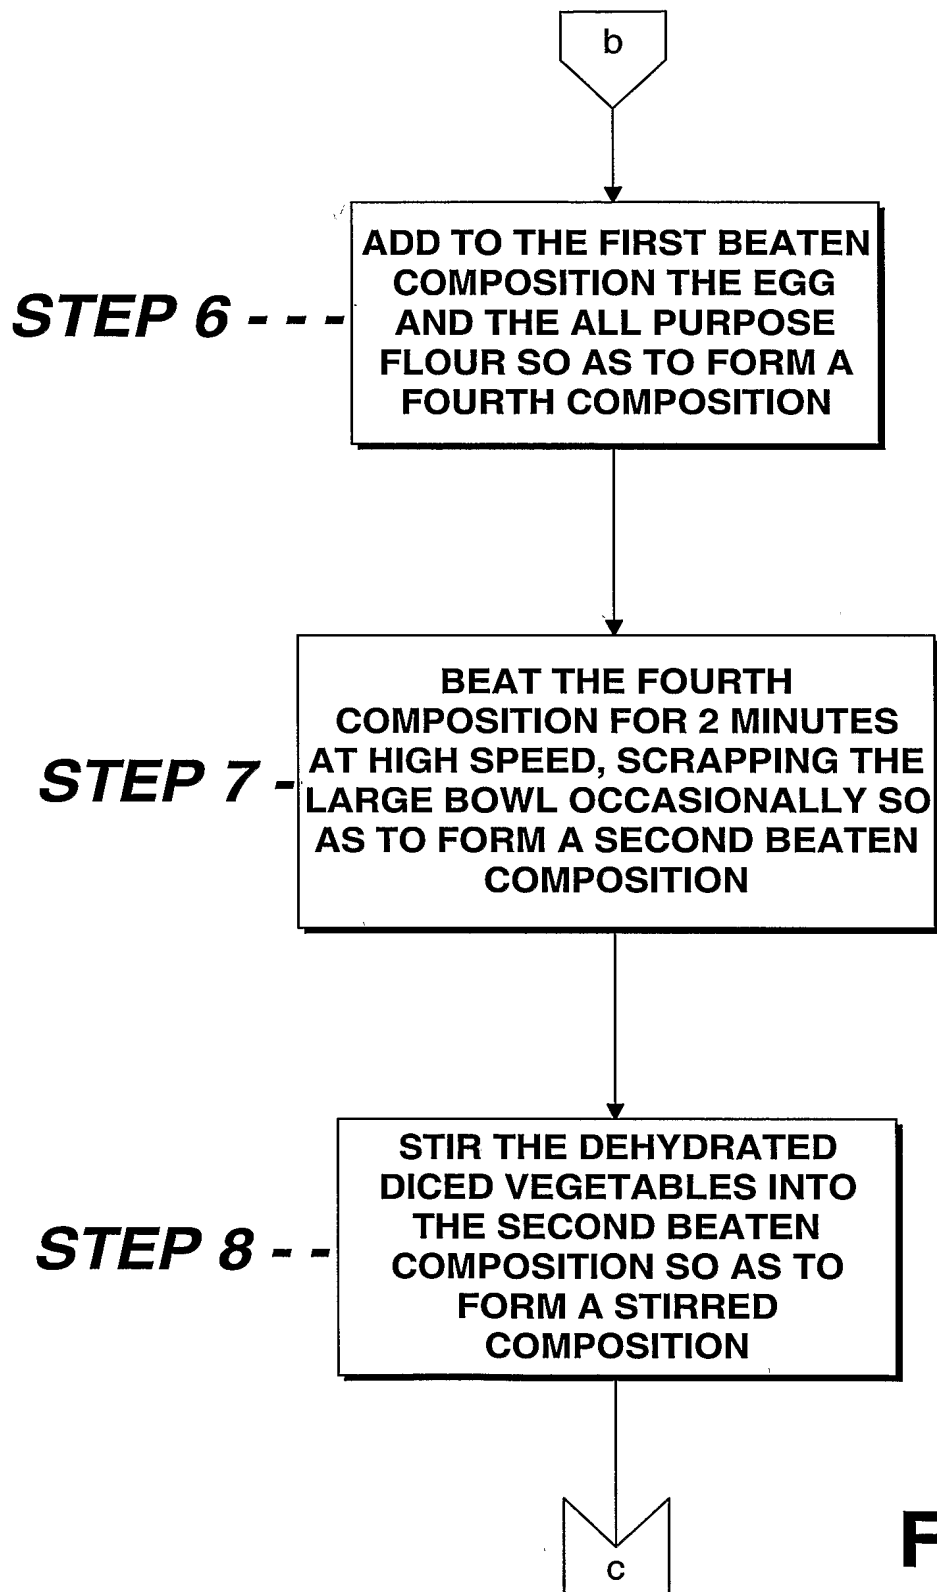 b
ADD TO THE FIRST BEATEN
COMPOSITION THE EGG
AND THE ALL PURPOSE
FLOUR SO AS TO FORM A
FOURTH COMPOSITION
STEP 6 - - -
BEAT THE FOURTH
COMPOSITION FOR 2 MINUTES
AT HIGH SPEED, SCRAPPING THE
LARGE BOWL OCCASIONALLY SO
AS TO FORM A SECOND BEATEN
COMPOSITION
STEP 7 -
STIR THE DEHYDRATED
DICED VEGETABLES INTO
THE SECOND BEATEN
COMPOSITION SO AS TO
FORM A STIRRED
COMPOSITION
STEP 8 - -
c
F